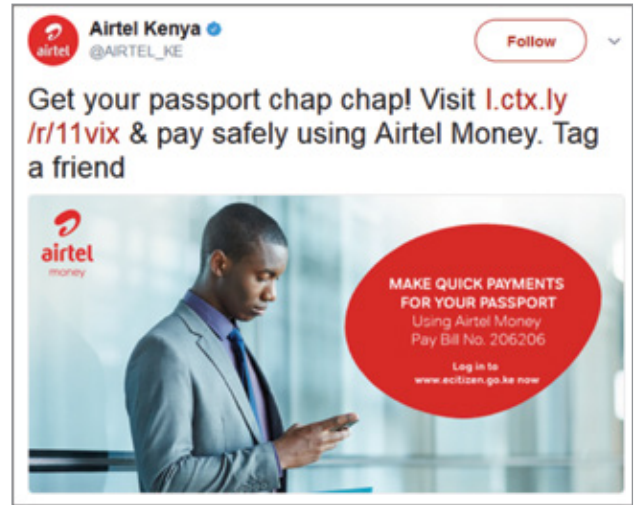 Airtel Kenya
@AIRTEL_KE
Follow
airtel
Get your passport chap chap! Visit l.ctx.ly
/r/11vix & pay safely using Airtel Money. Tag
a friend
airtel
money
MAKE QUICK PAYMENTS
FOR YOUR PASSPORT
Using Airtel Money
Pay Bill No. 206206
Log in to
www.ecitizen.go.ke now